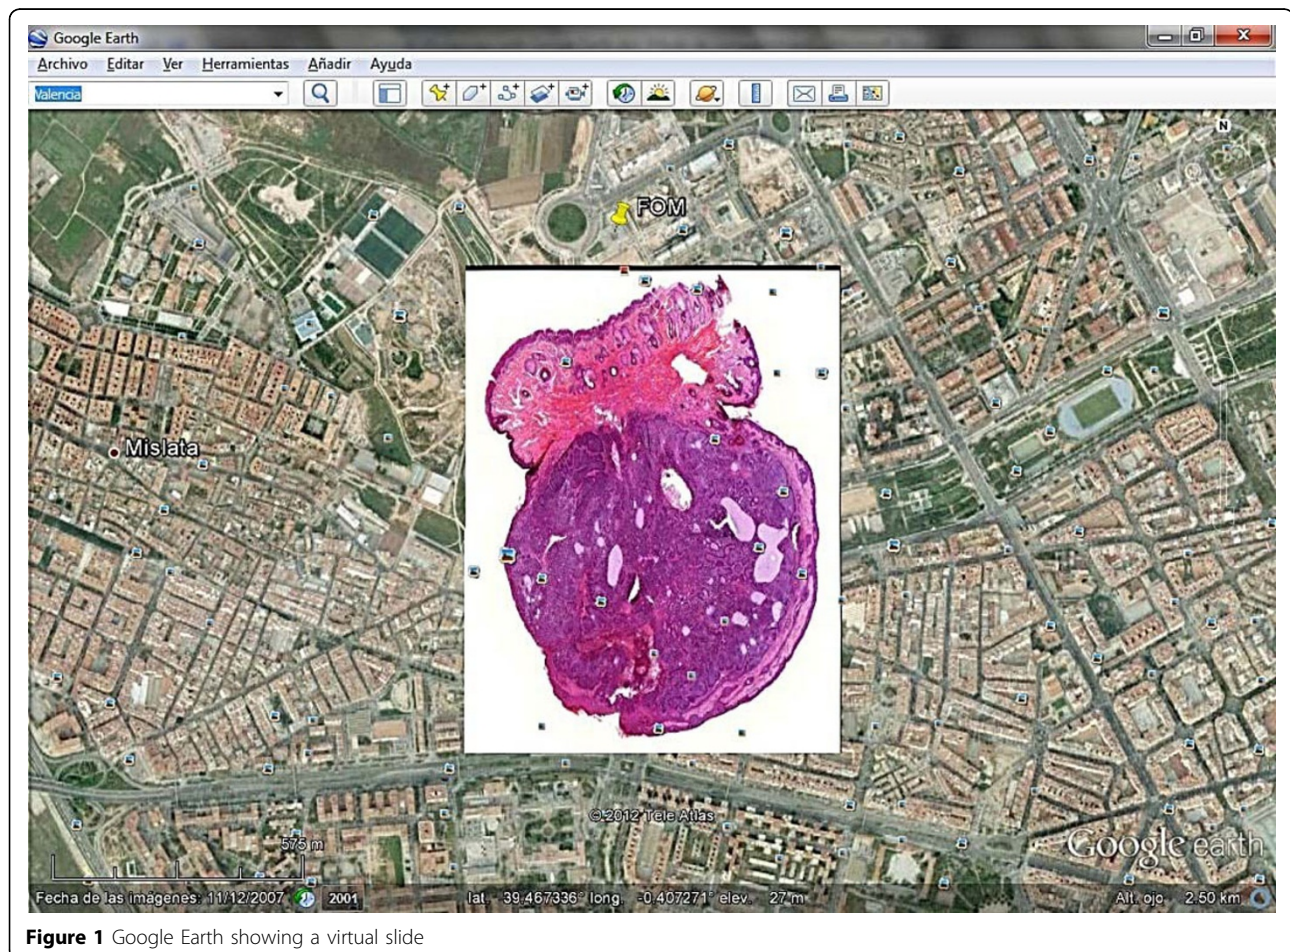 Google Earth
Archivo Editar Ver Herramientas Añadir Ayuda
Valencia
N
FOM
Mislata
© 2012 Tele Atlas
575 m
Google earth
Fecha de las imágenes: 11/12/2007 2001 lat. 39.467336° long. -0.407271° elev. 27 m Alt. ojo 2.50 km
Figure 1 Google Earth showing a virtual slide